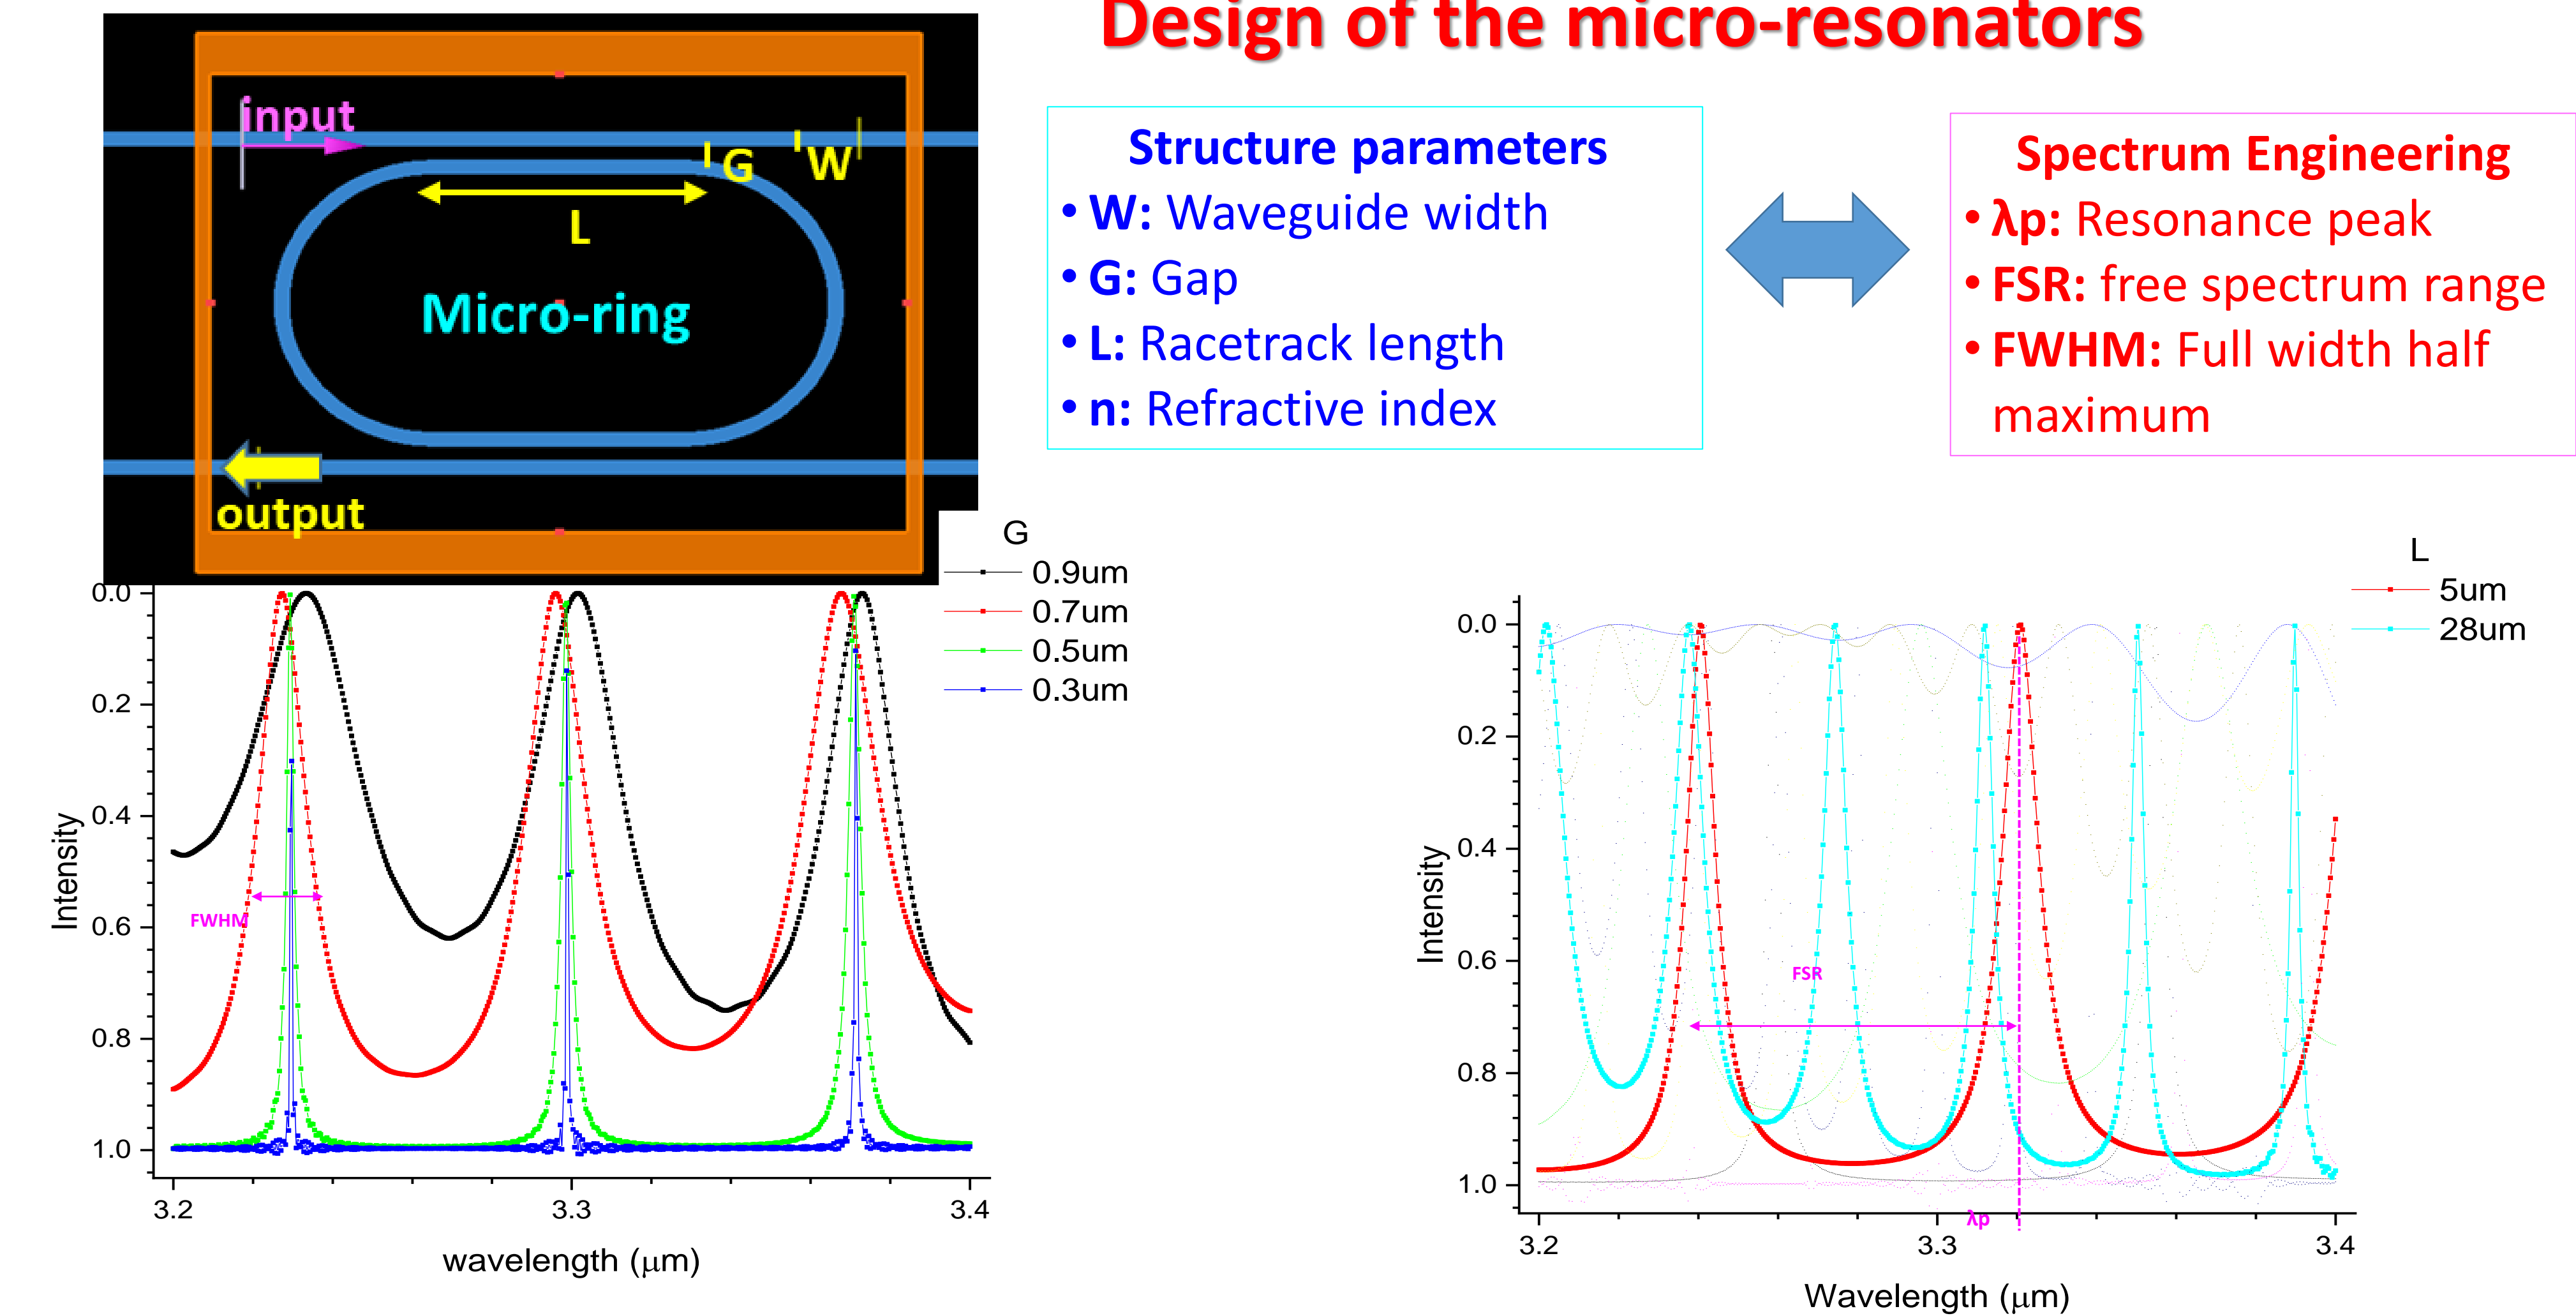 Design of the micro-resonators
input
G
W
L
Micro-ring
output
Structure parameters
• W: Waveguide width
• G: Gap
• L: Racetrack length
• n: Refractive index
Spectrum Engineering
• λp: Resonance peak
• FSR: free spectrum range
• FWHM: Full width half
maximum
G
0.9um
0.7um
0.5um
0.3um
0.0
0.2
0.4
0.6
0.8
1.0
Intensity
FWHM
3.2
3.3
3.4
wavelength (μm)
L
5um
28um
0.0
0.2
0.4
0.6
0.8
1.0
Intensity
FSR
λp
3.2
3.3
3.4
Wavelength (μm)